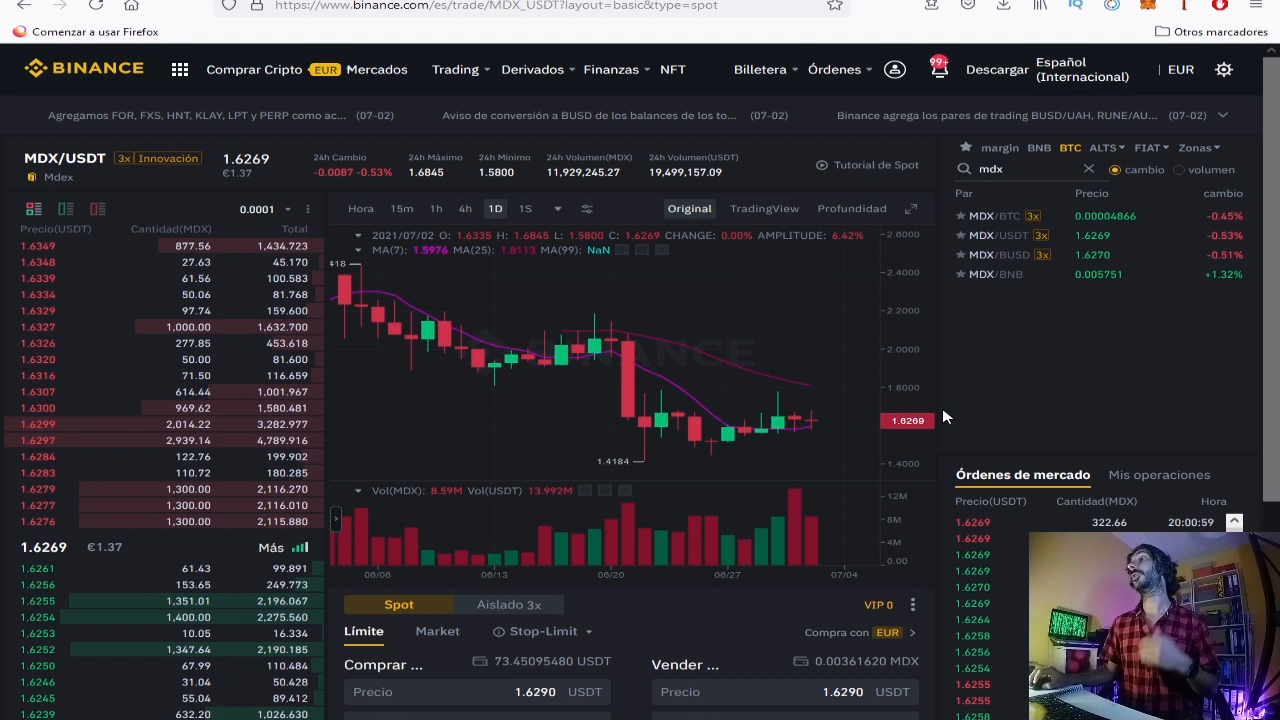 https://www.binance.com/es/trade/MDX_USDT?layout=basic&type=spot
Comenzar a usar Firefox
Otros marcadores
BINANCE
Comprar Cripto EUR Mercados Trading Derivados Finanzas NFT
Billetera Órdenes 99+ Descargar Español (Internacional) | EUR
Agregamos FOR, FXS, HNT, KLAY, LPT y PERP como ac... (07-02)
Aviso de conversión a BUSD de los balances de los to... (07-02)
Binance agrega los pares de trading BUSD/UAH, RUNE/AU... (07-02)
MDX/USDT 3x Innovación
Mdex
1.6269
€1.37
24h Cambio
-0.0087 -0.53%
24h Máximo
1.6845
24h Mínimo
1.5800
24h Volumen(MDX)
11,929,245.27
24h Volumen(USDT)
19,499,157.09
Tutorial de Spot
0.0001
Precio(USDT) Cantidad(MDX) Total
1.6349 877.56 1,434.723
1.6348 27.63 45.170
1.6339 61.56 100.583
1.6334 50.06 81.768
1.6329 97.74 159.600
1.6327 1,000.00 1,632.700
1.6326 277.85 453.618
1.6320 50.00 81.600
1.6316 71.50 116.659
1.6307 614.44 1,001.967
1.6300 969.62 1,580.481
1.6299 2,014.22 3,282.977
1.6297 2,939.14 4,789.916
1.6284 122.76 199.902
1.6283 110.72 180.285
1.6279 1,300.00 2,116.270
1.6277 1,300.00 2,116.010
1.6276 1,300.00 2,115.880
1.6269 €1.37 Más
1.6261 61.43 99.891
1.6256 153.65 249.773
1.6255 1,351.01 2,196.067
1.6254 1,400.00 2,275.560
1.6253 10.05 16.334
1.6252 1,347.64 2,190.185
1.6250 67.99 110.484
1.6246 31.04 50.428
1.6245 55.04 89.412
1.6239 632.20 1,026.630
Hora 15m 1h 4h 1D 1S
Original TradingView Profundidad
2021/07/02 O: 1.6335 H: 1.6845 L: 1.5800 C: 1.6269 CHANGE: 0.00% AMPLITUDE: 6.42%
MA(7): 1.5976 MA(25): 1.8113 MA(99): NaN
418
BINANCE
1.4184
2.6000
2.4000
2.2000
2.0000
1.8000
1.6269
1.4000
Vol(MDX): 8.59M Vol(USDT) 13.992M
12M
8M
4M
0.00
06/06 06/13 06/20 06/27 07/04
Spot Aislado 3x
VIP 0
Límite Market Stop-Limit
Compra con EUR
Comprar ... 73.45095480 USDT
Precio 1.6290 USDT
Vender ... 0.00361620 MDX
Precio 1.6290 USDT
margin BNB BTC ALTS FIAT Zonas
mdx
cambio volumen
Par Precio cambio
MDX/BTC 3x 0.00004866 -0.45%
MDX/USDT 3x 1.6269 -0.53%
MDX/BUSD 3x 1.6270 -0.51%
MDX/BNB 0.005751 +1.32%
Órdenes de mercado Mis operaciones
Precio(USDT) Cantidad(MDX) Hora
1.6269 322.66 20:00:59
1.6269
1.6269
1.6269
1.6270
1.6269
1.6264
1.6258
1.6256
1.6254
1.6255
1.6255
1.6258